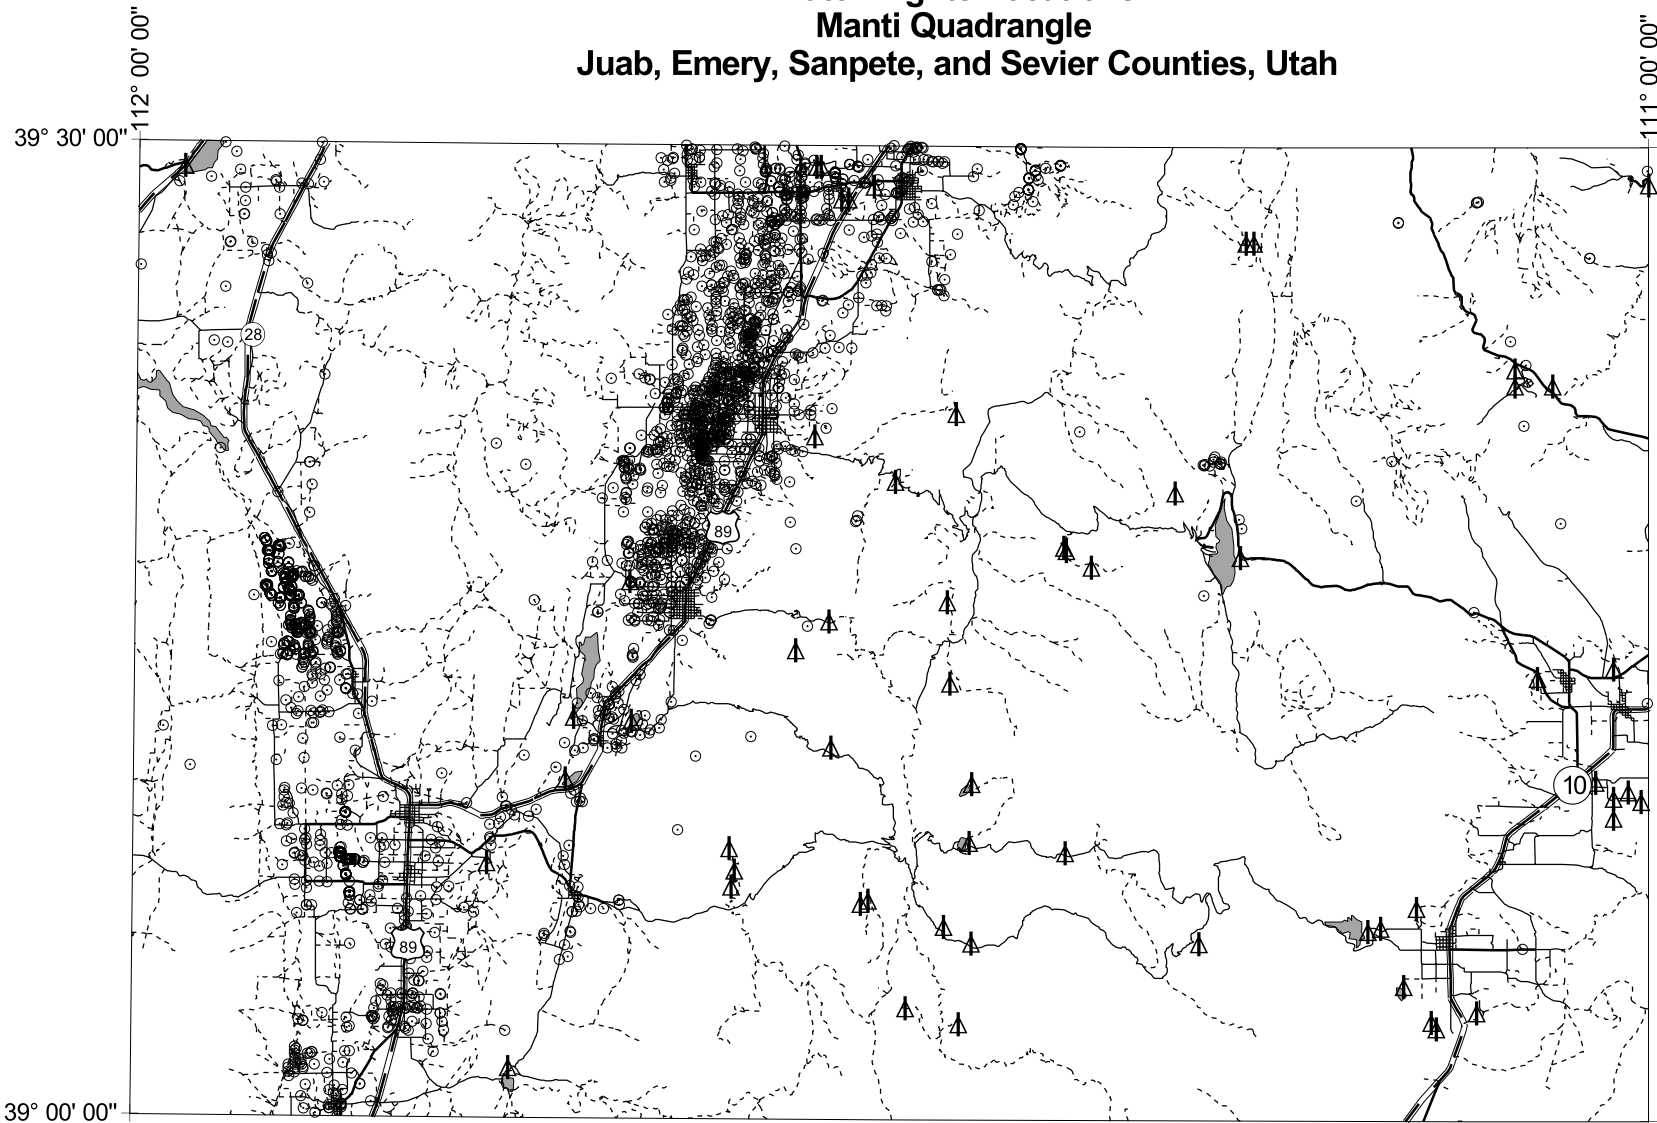 Manti Quadrangle
Juab, Emery, Sanpete, and Sevier Counties, Utah
112° 00' 00"
111° 00' 00"
39° 30' 00"
28
89
10
89
39° 00' 00"